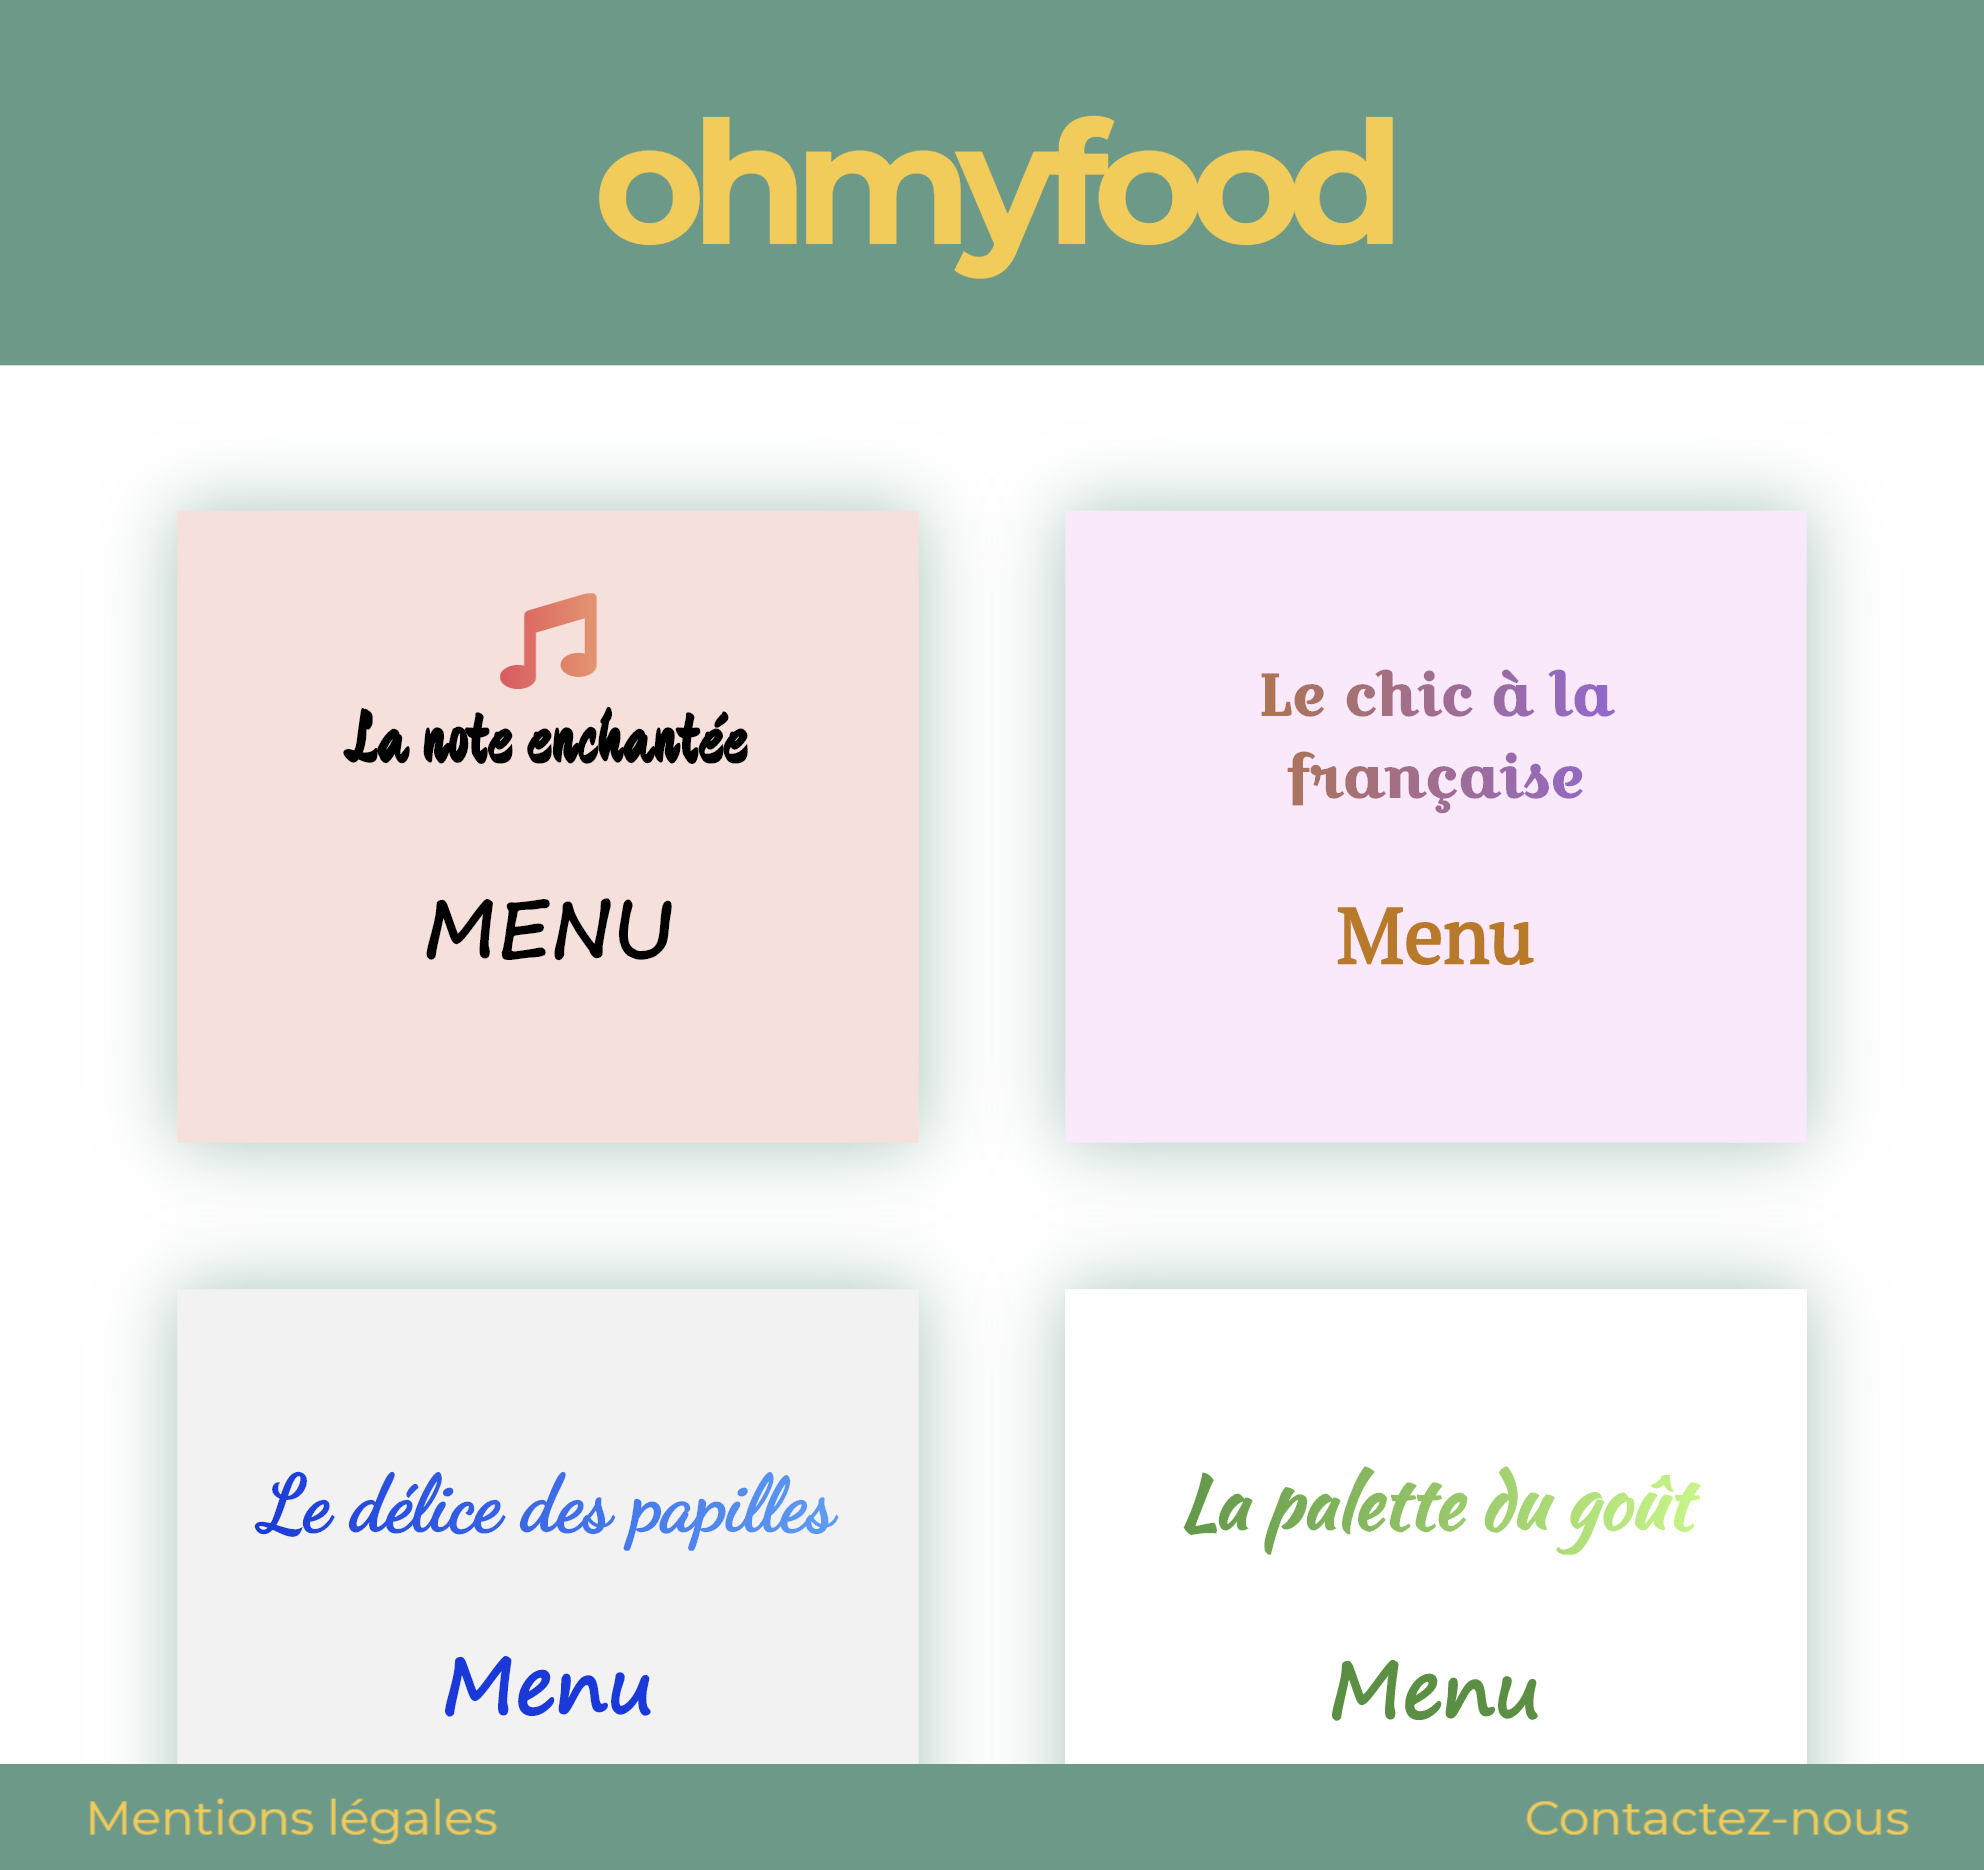 ohmyfood
La note enchantée
MENU
Le chic à la
française
Menu
Le délice des papilles
Menu
La palette du goût
Menu
Mentions légales
Contactez-nous